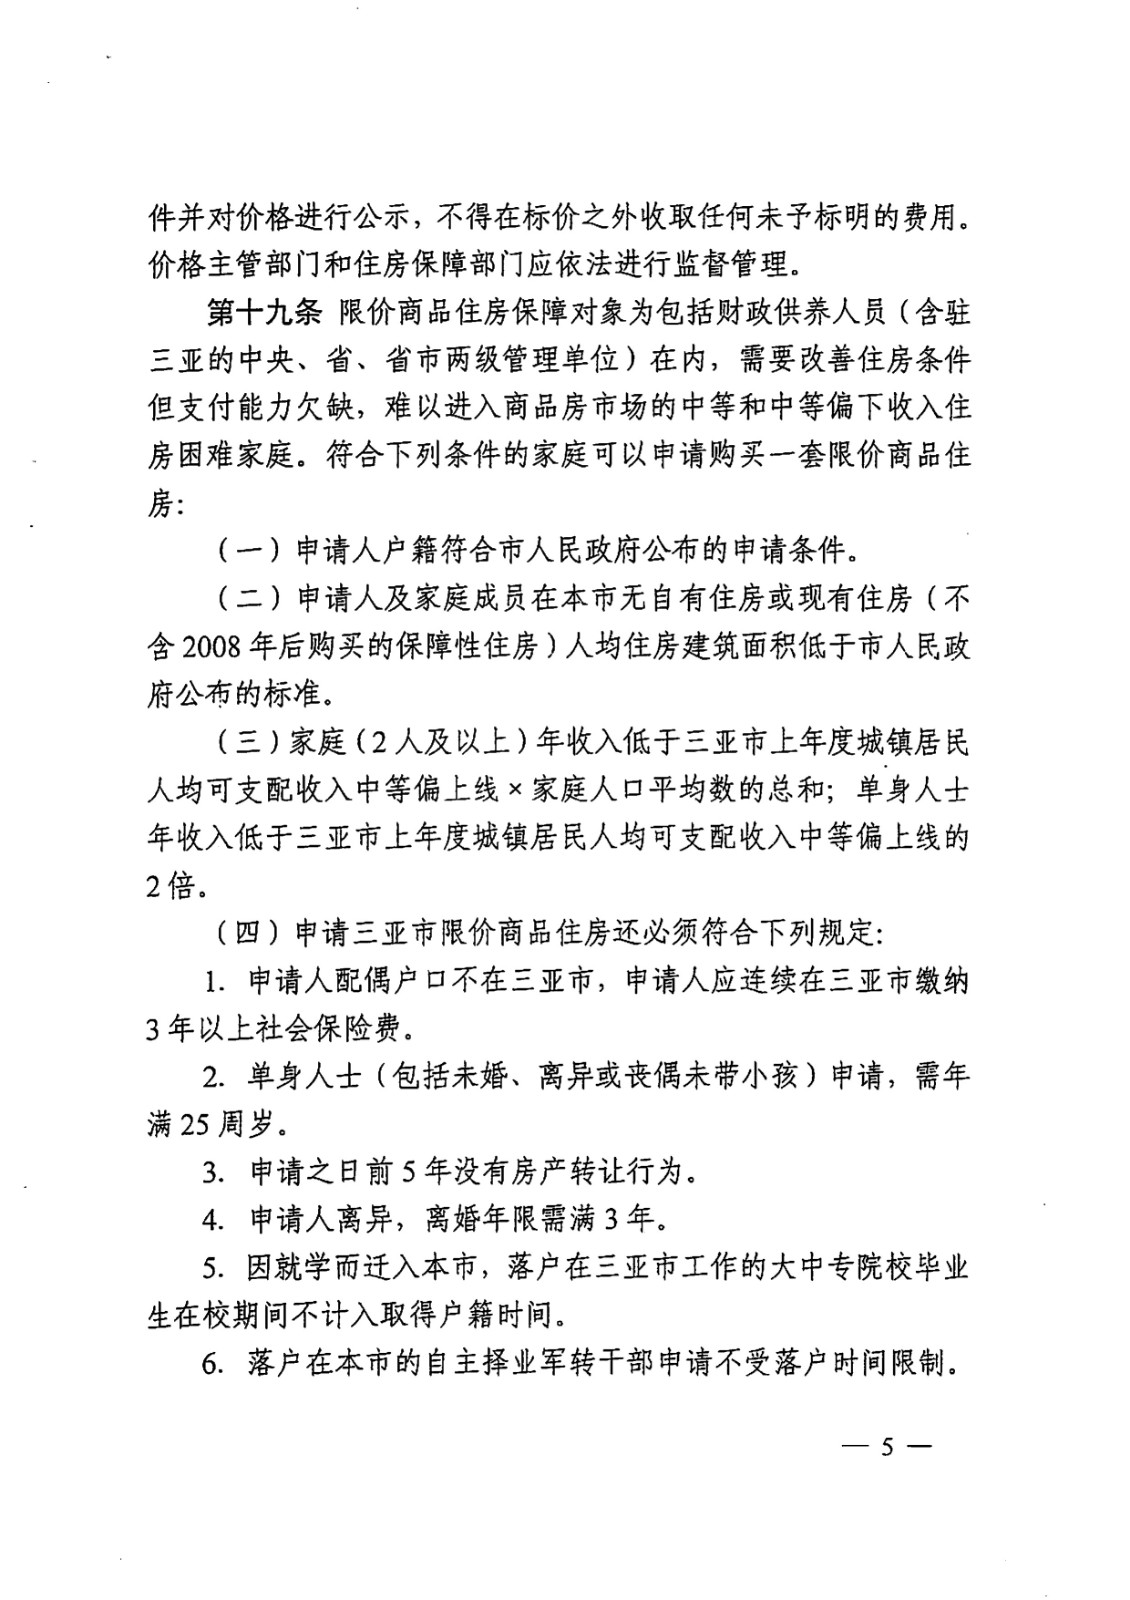 件并对价格进行公示，不得在标价之外收取任何未予标明的费用。
价格主管部门和住房保障部门应依法进行监督管理。
第十九条 限价商品住房保障对象为包括财政供养人员（含驻
三亚的中央、省、省市两级管理单位）在内，需要改善住房条件
但支付能力欠缺，难以进入商品房市场的中等和中等偏下收入住
房困难家庭。符合下列条件的家庭可以申请购买一套限价商品住
房：
（一）申请人户籍符合市人民政府公布的申请条件。
（二）申请人及家庭成员在本市无自有住房或现有住房（不
含 2008 年后购买的保障性住房）人均住房建筑面积低于市人民政
府公布的标准。
（三）家庭（2 人及以上）年收入低于三亚市上年度城镇居民
人均可支配收入中等偏上线 × 家庭人口平均数的总和；单身人士
年收入低于三亚市上年度城镇居民人均可支配收入中等偏上线的
2 倍。
（四）申请三亚市限价商品住房还必须符合下列规定：
1. 申请人配偶户口不在三亚市，申请人应连续在三亚市缴纳
3 年以上社会保险费。
2. 单身人士（包括未婚、离异或丧偶未带小孩）申请，需年
满 25 周岁。
3. 申请之日前 5 年没有房产转让行为。
4. 申请人离异，离婚年限需满 3 年。
5. 因就学而迁入本市，落户在三亚市工作的大中专院校毕业
生在校期间不计入取得户籍时间。
6. 落户在本市的自主择业军转干部申请不受落户时间限制。
— 5 —